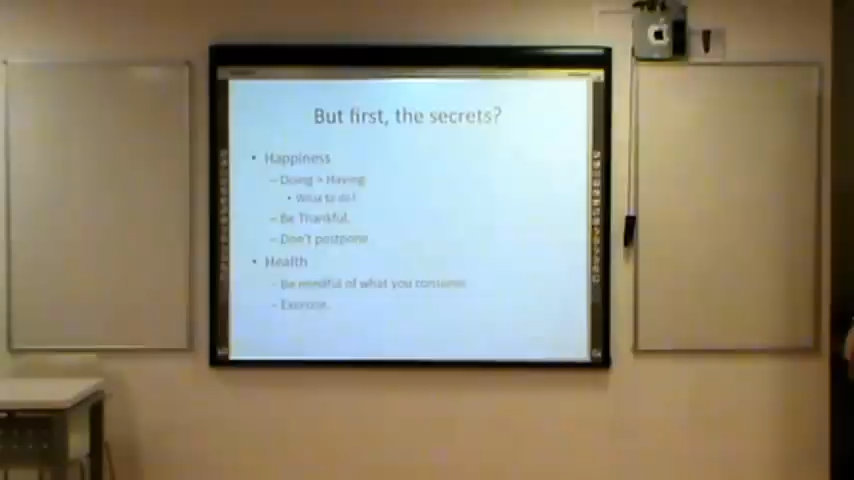 But first, the secrets?
• Happiness
– Doing > Having
• What to do?
– Be Thankful.
– Don't postpone.
• Health
– Be mindful of what you consume.
– Exercise.